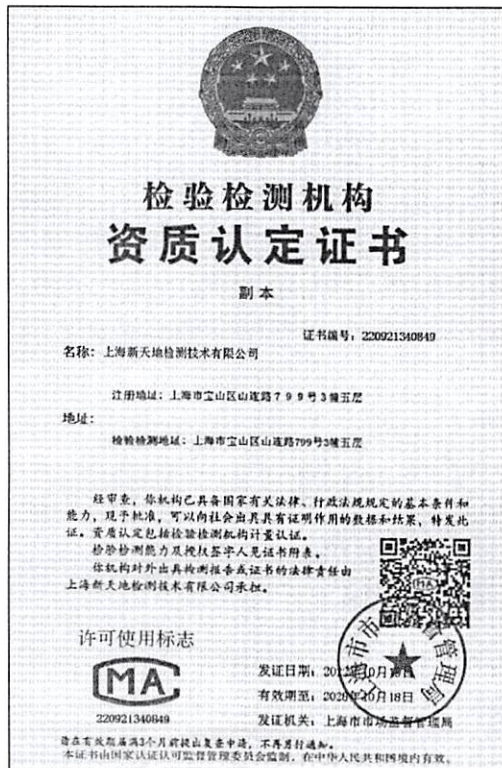 检验检测机构
资质认定证书
副本
证书编号：220921340849
名称：上海新天地检测技术有限公司
注册地址：上海市宝山区山连路７９９号３幢五层
地址：
检验检测地址：上海市宝山区山连路799号3幢五层
经审查，你机构已具备国家有关法律、行政法规规定的基本条件和
能力，现予批准，可以向社会出具具有证明作用的数据和结果，特发此
证。资质认定包括检验检测机构计量认证。
检验检测能力及授权签字人见证书附表。
你机构对外出具检测报告或证书的法律责任由
上海新天地检测技术有限公司承担。
许可使用标志
MA
220921340849
发证日期：
有效期至：2028年10月18日
发证机关：上海市市场监督管理局
请在有效期届满3个月前提出复查申请，不再另行通知。
本证书由国家认证认可监督管理委员会监制，在中华人民共和国境内有效。